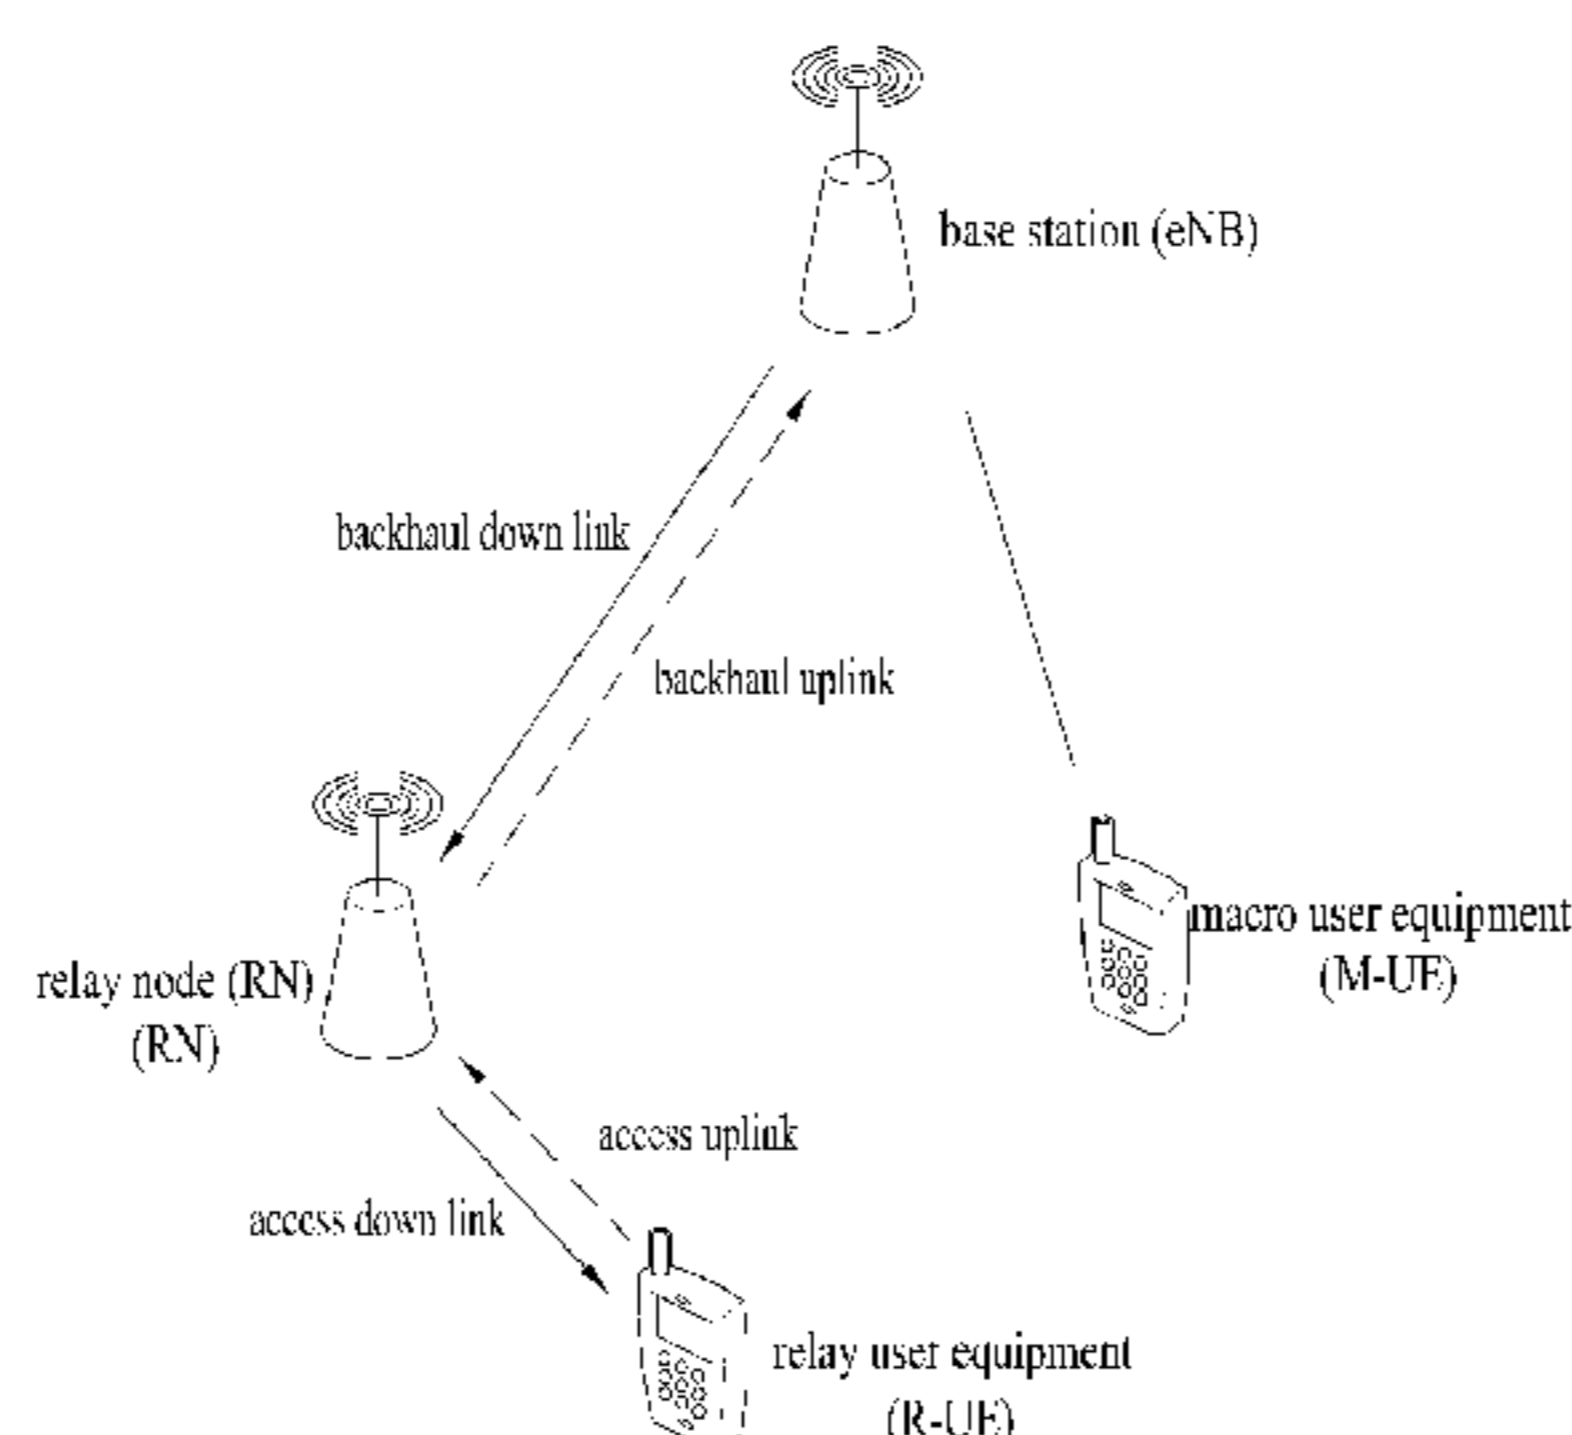 base station (eNB)
backhaul down link
backhaul uplink
macro user equipment
(M-UE)
relay node (RN)
(RN)
access uplink
access down link
relay user equipment
(R-UE)